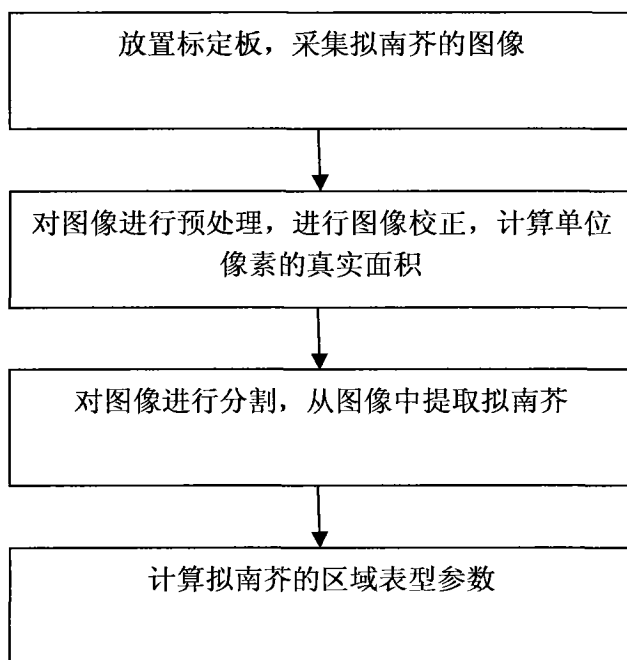 放置标定板，采集拟南芥的图像
对图像进行预处理，进行图像校正，计算单位
像素的真实面积
对图像进行分割，从图像中提取拟南芥
计算拟南芥的区域表型参数